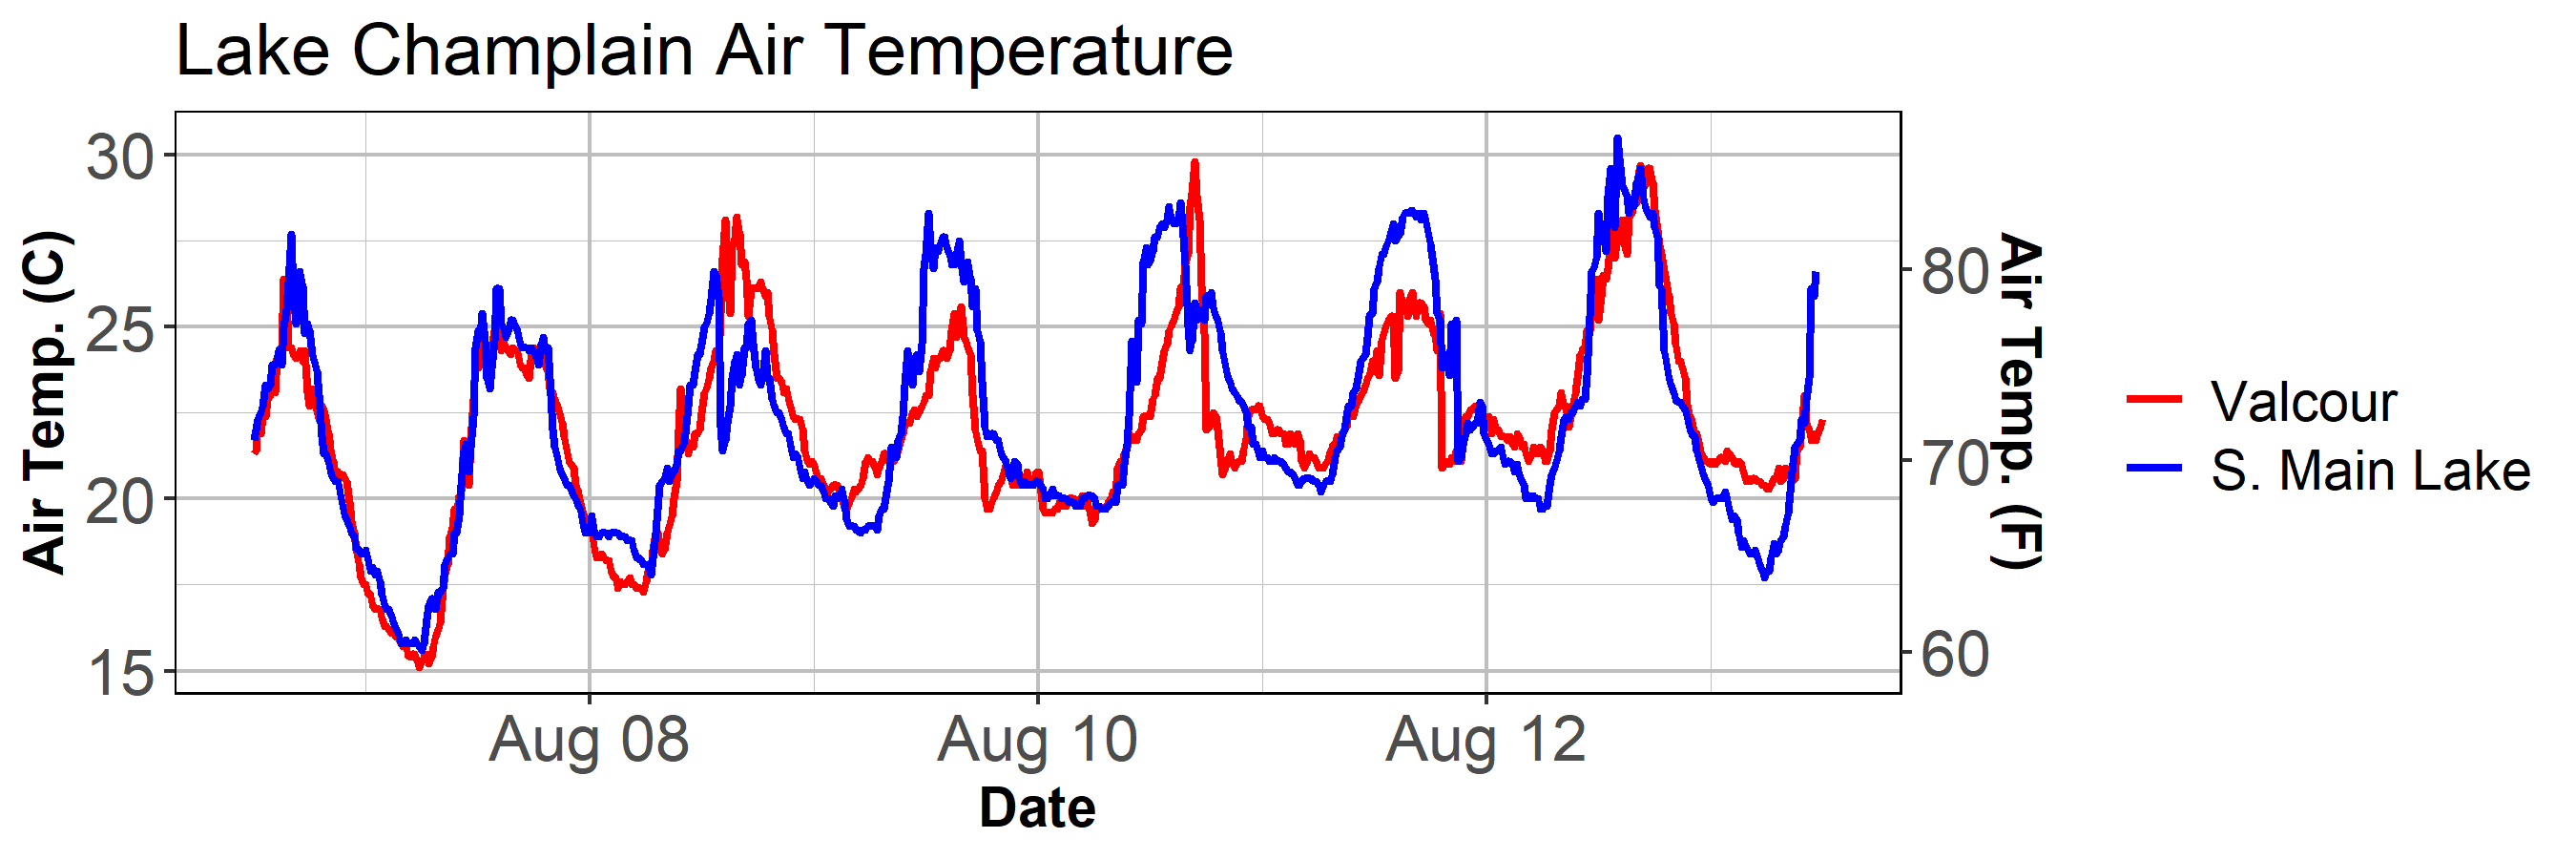 Lake Champlain Air Temperature
Air Temp. (C)
30
25
20
15
Air Temp. (F)
80
70
60
Aug 08
Aug 10
Aug 12
Date
Valcour
S. Main Lake